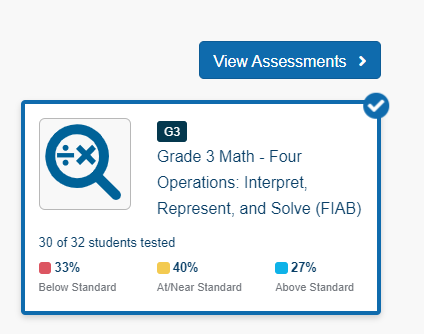 View Assessments
G3
Grade 3 Math - Four
Operations: Interpret,
Represent, and Solve (FIAB)
30 of 32 students tested
33% 40% 27%
Below Standard At/Near Standard Above Standard